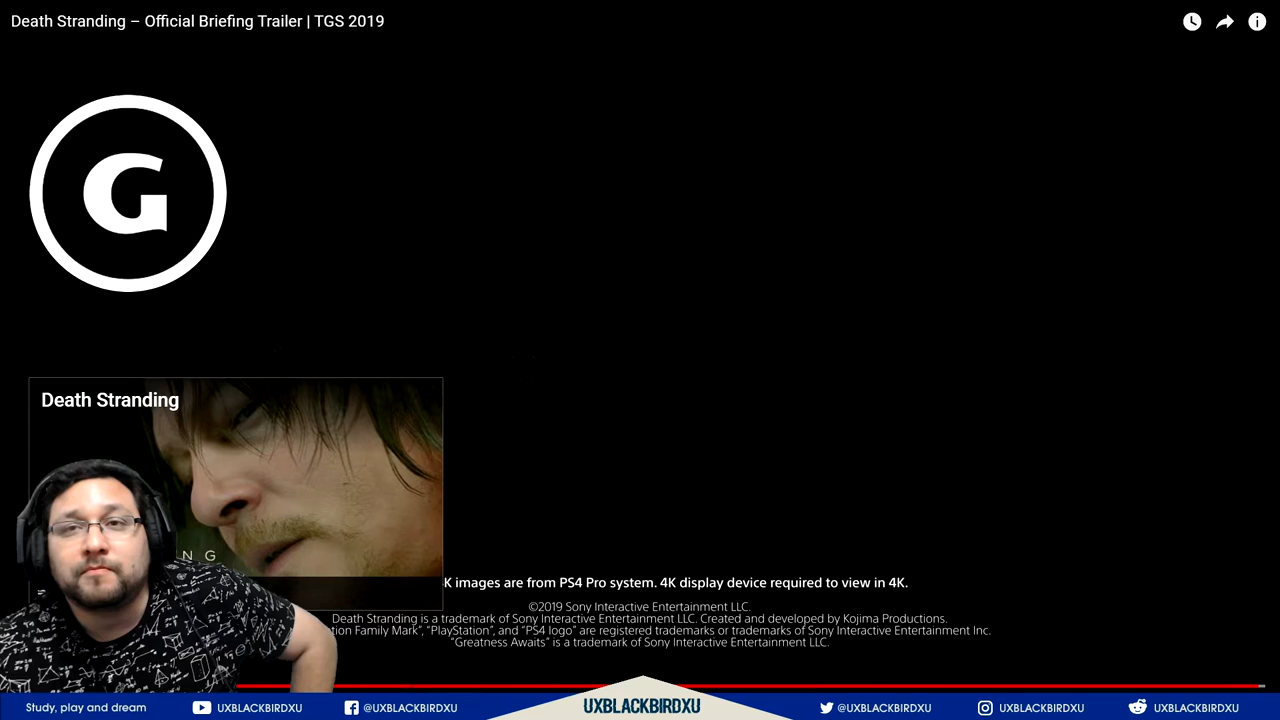 Death Stranding – Official Briefing Trailer | TGS 2019
G
Death Stranding
N G
K images are from PS4 Pro system. 4K display device required to view in 4K.
©2019 Sony Interactive Entertainment LLC.
Death Stranding is a trademark of Sony Interactive Entertainment LLC. Created and developed by Kojima Productions.
tion Family Mark”, “PlayStation”, and “PS4 logo” are registered trademarks or trademarks of Sony Interactive Entertainment Inc.
“Greatness Awaits” is a trademark of Sony Interactive Entertainment LLC.
Study, play and dream
UXBLACKBIRDXU
@UXBLACKBIRDXU
UXBLACKBIRDXU
@UXBLACKBIRDXU
UXBLACKBIRDXU
UXBLACKBIRDXU